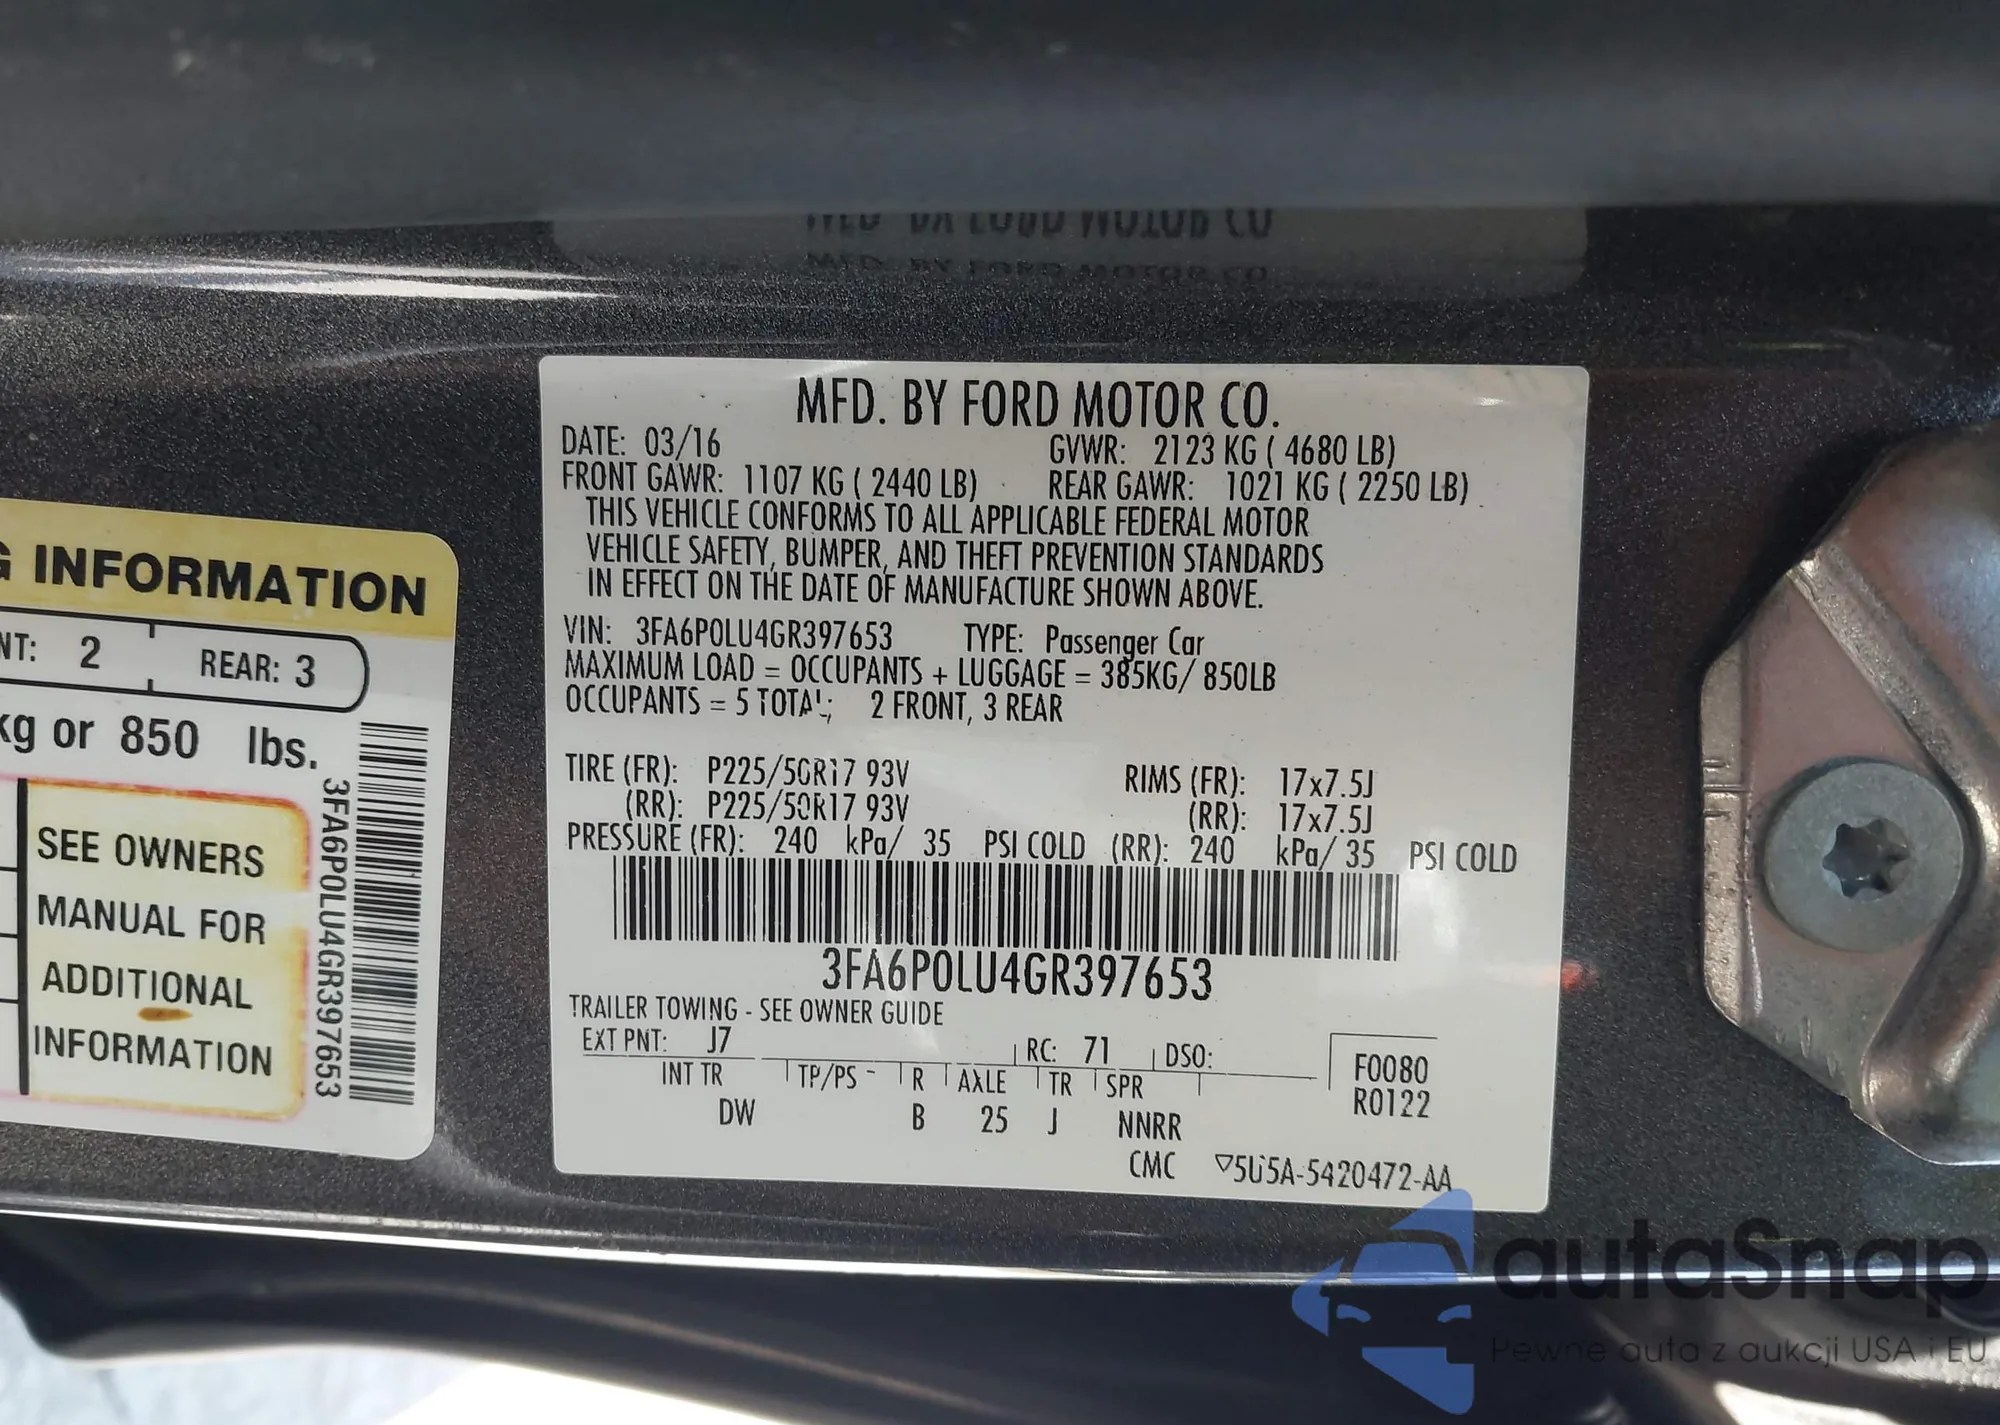 MFD. BY FORD MOTOR CO.
DATE: 03/16 GVWR: 2123 KG ( 4680 LB)
FRONT GAWR: 1107 KG ( 2440 LB) REAR GAWR: 1021 KG ( 2250 LB)
THIS VEHICLE CONFORMS TO ALL APPLICABLE FEDERAL MOTOR
VEHICLE SAFETY, BUMPER, AND THEFT PREVENTION STANDARDS
IN EFFECT ON THE DATE OF MANUFACTURE SHOWN ABOVE.
VIN: 3FA6P0LU4GR397653 TYPE: Passenger Car
MAXIMUM LOAD = OCCUPANTS + LUGGAGE = 385KG/ 850LB
OCCUPANTS = 5 TOTAL; 2 FRONT, 3 REAR
TIRE (FR): P225/50R17 93V RIMS (FR): 17x7.5J
(RR): P225/50R17 93V (RR): 17x7.5J
PRESSURE (FR): 240 kPa/ 35 PSI COLD (RR): 240 kPa/ 35 PSI COLD
3FA6P0LU4GR397653
TRAILER TOWING - SEE OWNER GUIDE
EXT PNT: J7 RC: 71 DSO:
INT TR TP/PS - R AXLE TR SPR
DW B 25 J NNRR
CMC
F0080
R0122
▽5U5A-5420472-AA
G INFORMATION
NT: 2 REAR: 3
kg or 850 lbs.
SEE OWNERS
MANUAL FOR
ADDITIONAL
INFORMATION
3FA6P0LU4GR397653
autaSnap
Pewne auta z aukcji USA i EU